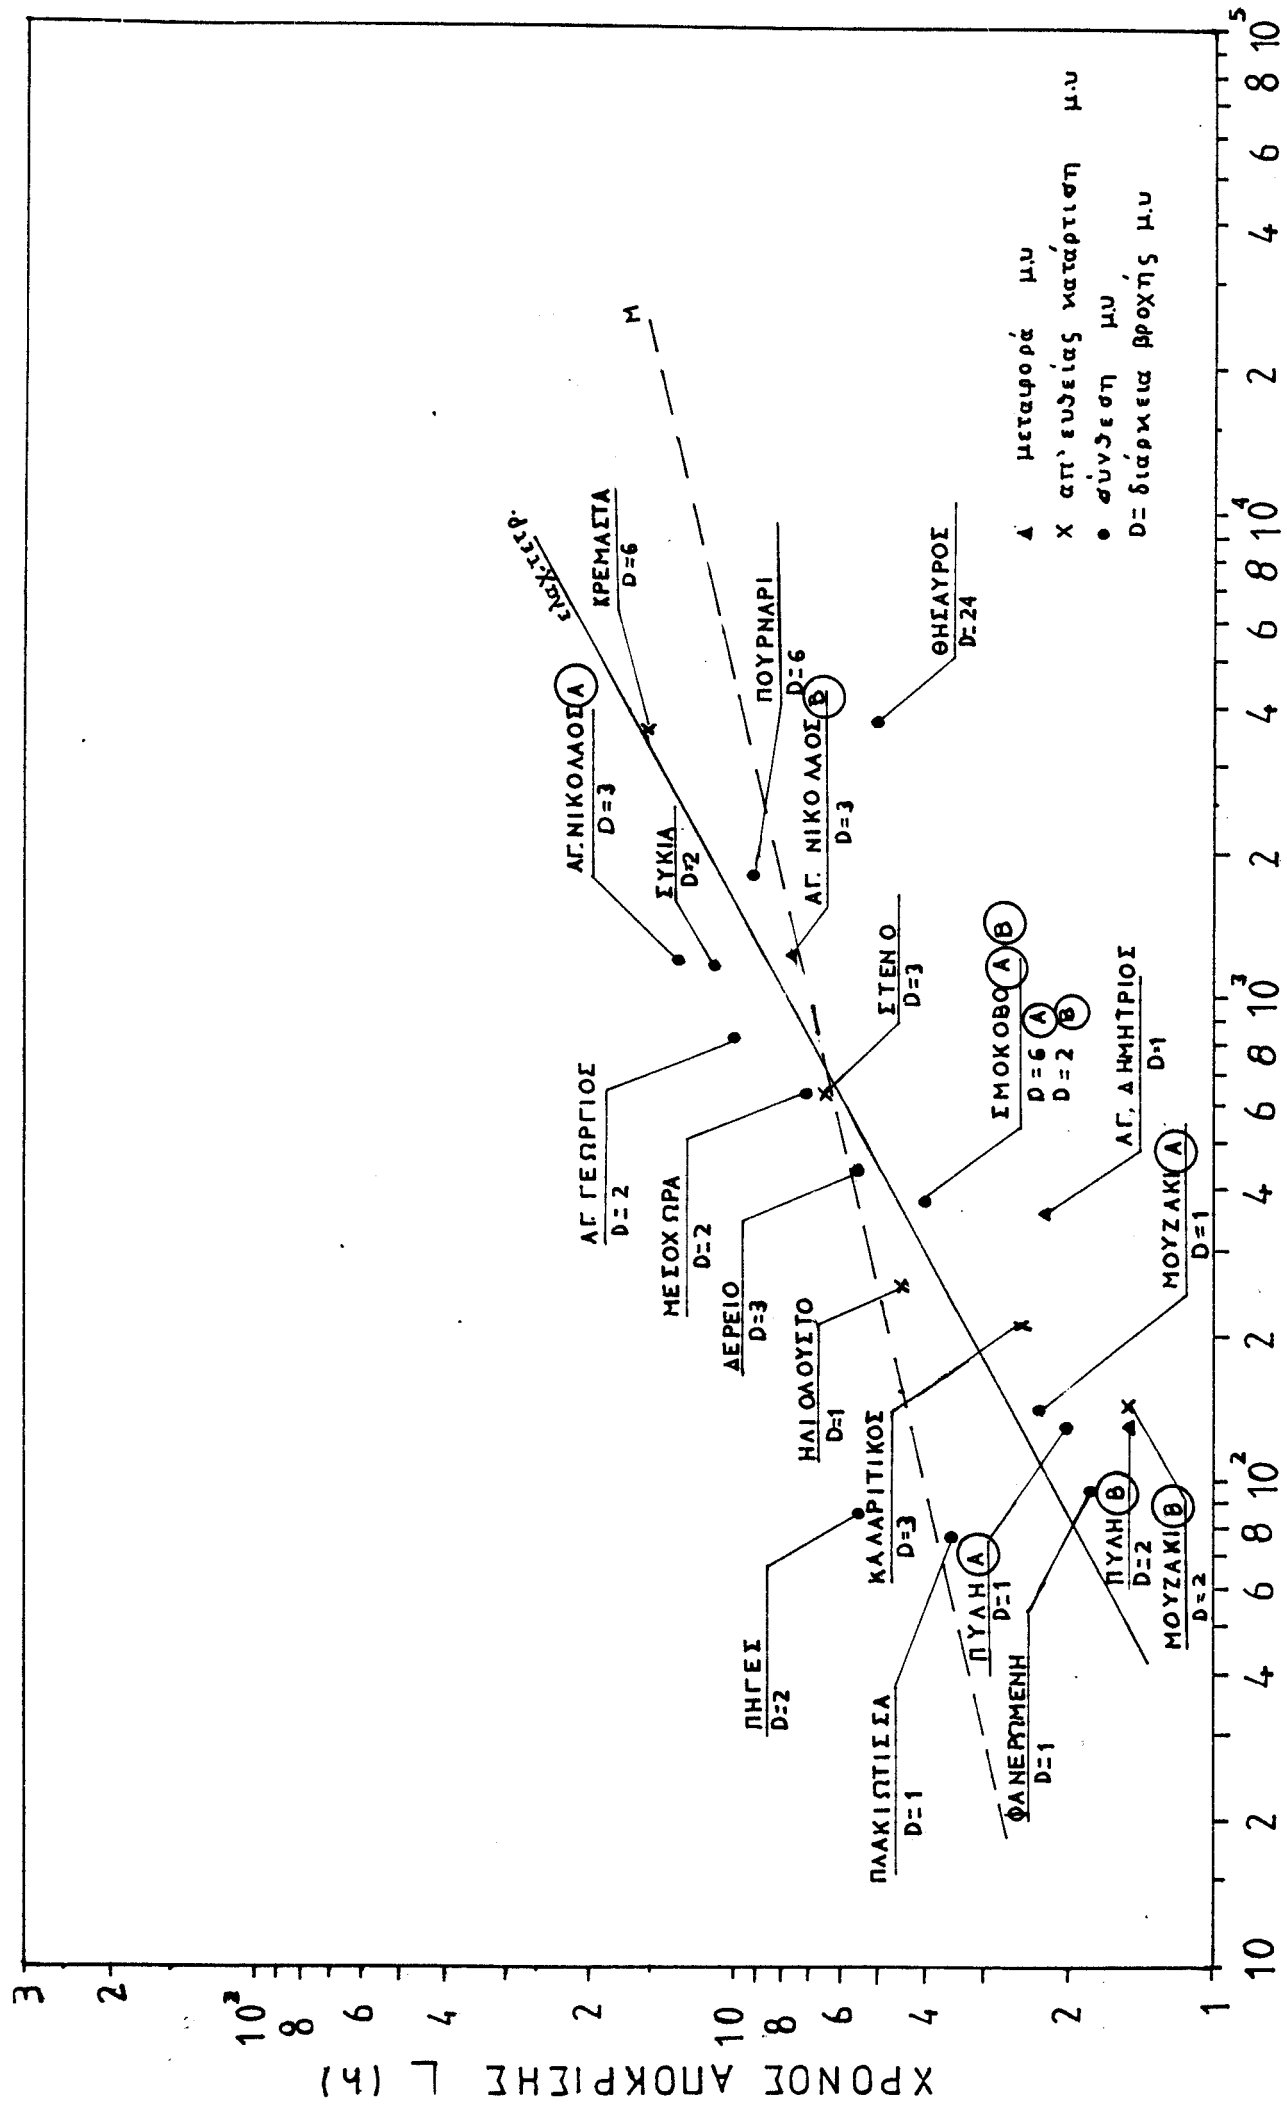 ΧΡΟΝΟΣ ΑΠΟΚΡΙΣΗΣ L (h)
3
2
10²
8
6
4
2
10
8
6
4
2
1
10
2
4
6
8
10²
2
4
6
8
10³
2
4
6
8
10⁴
2
4
6
8
10⁵
ΑΓ. ΝΙΚΟΛΑΟΣ Α
D=3
ελαχ. τετρ.
ΚΡΕΜΑΣΤΑ
D=6
M
ΣΥΚΙΑ
D=2
ΑΓ. ΓΕΩΡΓΙΟΣ
D=2
ΜΕΣΟΧΩΡΑ
D=2
ΔΕΡΕΙΟ
D=3
ΠΟΥΡΝΑΡΙ
D=6
ΑΓ. ΝΙΚΟΛΑΟΣ Β
D=3
ΗΛΙΟΛΟΥΣΤΟ
D=1
ΠΗΓΕΣ
D=2
ΚΑΛΑΡΙΤΙΚΟΣ
D=3
ΣΤΕΝΟ
D=3
ΘΗΣΑΥΡΟΣ
D=24
ΠΛΑΚΙΩΤΙΣΣΑ
D=1
ΠΥΛΗ Α
D=1
ΦΑΝΕΡΩΜΕΝΗ
D=1
ΣΜΟΚΟΒΟ Α Β
D=6 Α
D=2 Β
ΠΥΛΗ Β
D=2
ΑΓ. ΔΗΜΗΤΡΙΟΣ
D=1
ΜΟΥΖΑΚΙ Β
D=2
ΜΟΥΖΑΚΙ Α
D=1
▲ μεταφορά μ.υ
x απ' ευθείας κατάρτιση μ.υ
● σύνθεση μ.υ
D= διάρκεια βροχής μ.υ